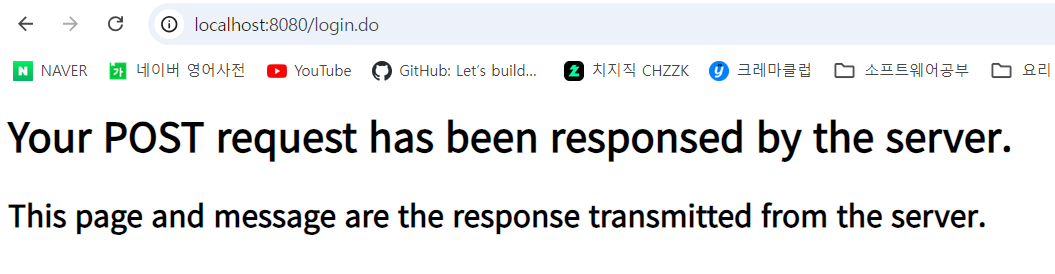 localhost:8080/login.do
NAVER 네이버 영어사전 YouTube GitHub: Let's build... 치지직 CHZZK 크레마클럽 소프트웨어공부 요리
Your POST request has been responsed by the server.
This page and message are the response transmitted from the server.